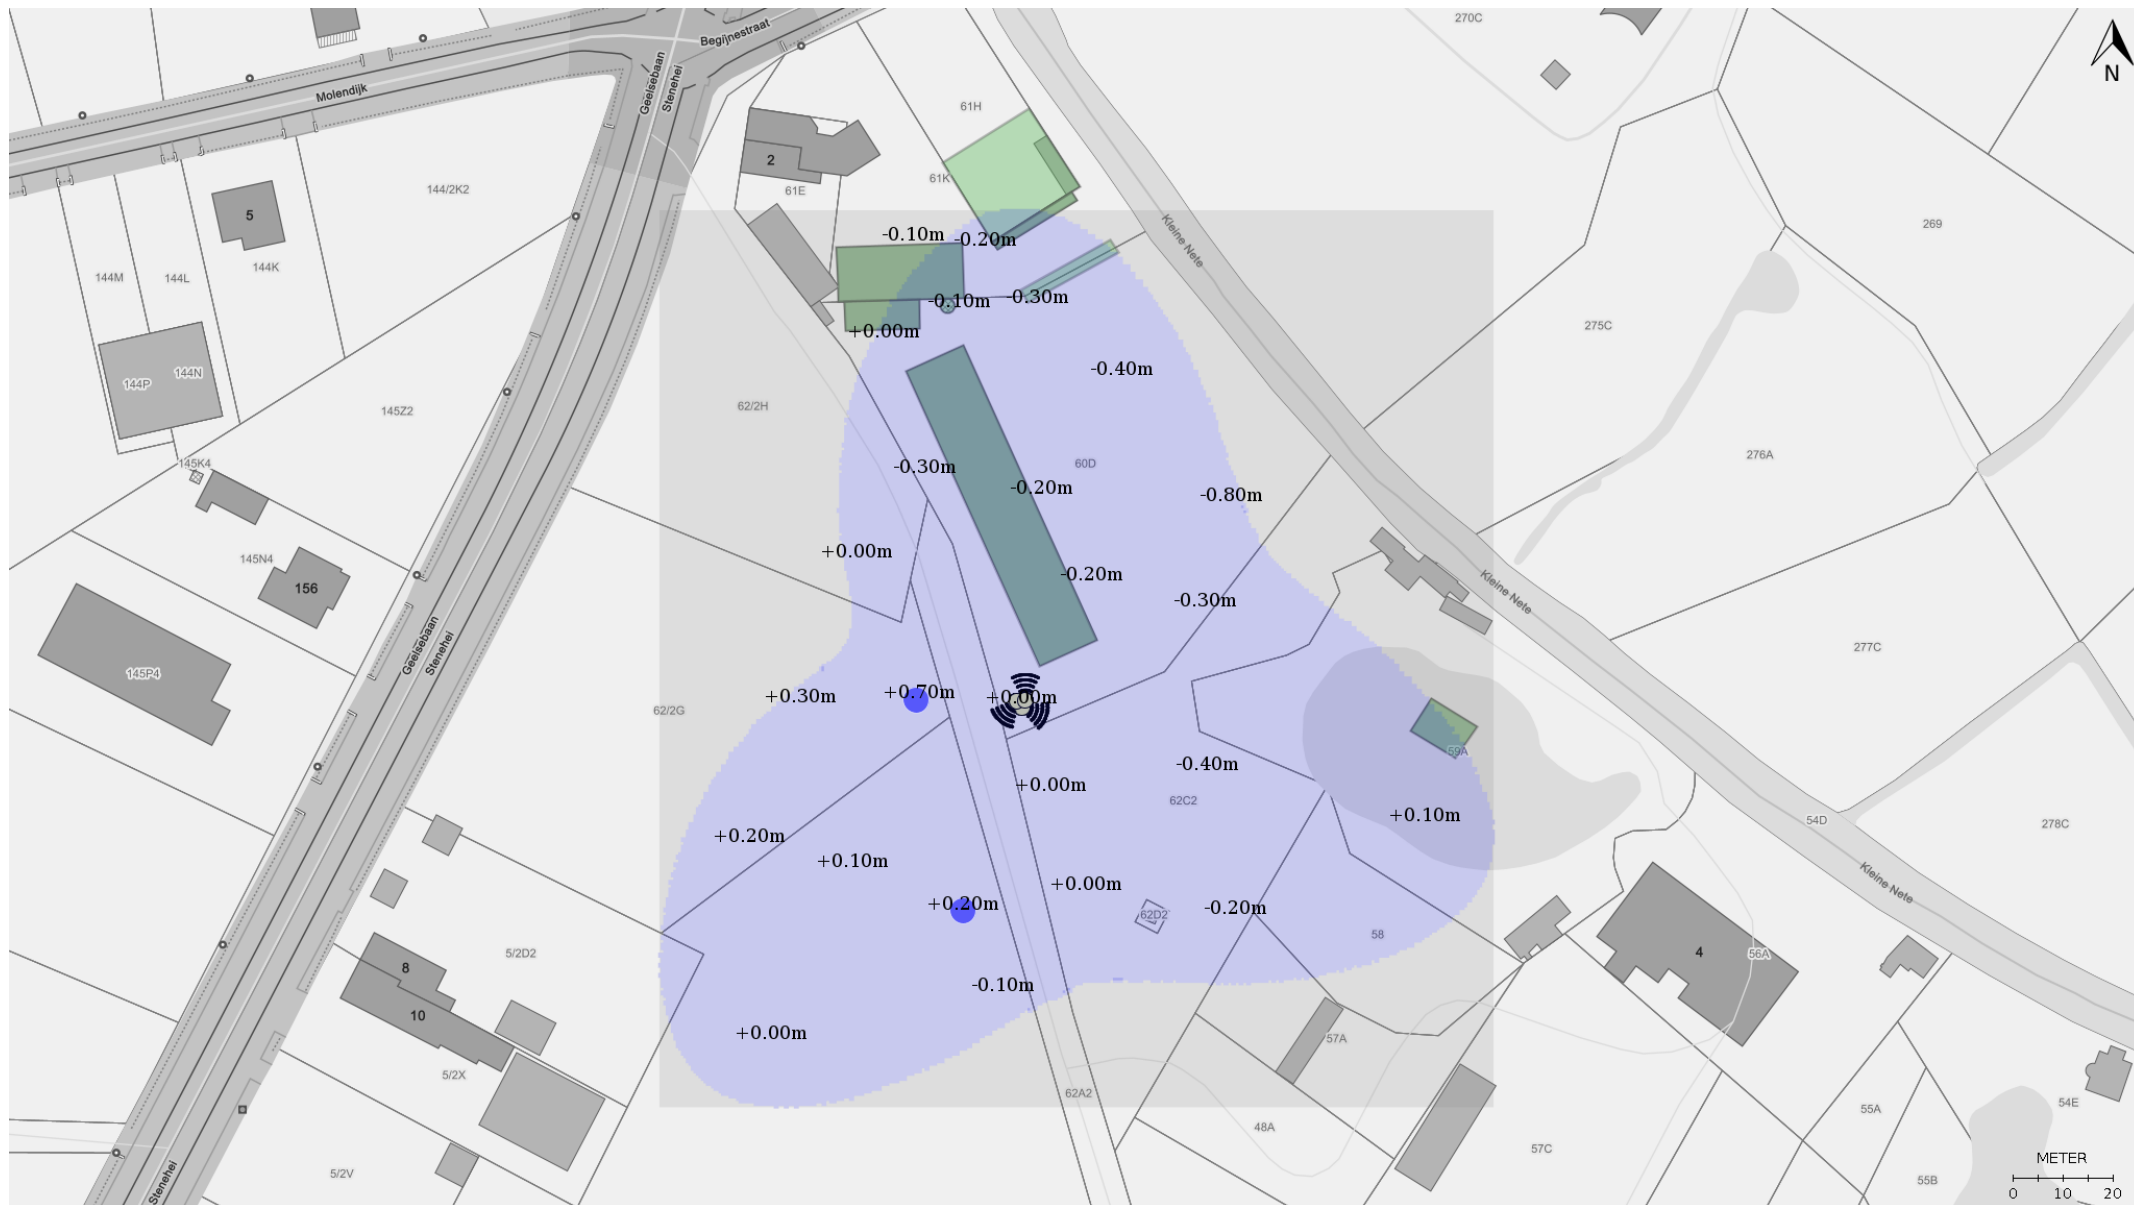 270C
N
Begijnestraat
Geelsebaan
Stenehei
Molendijk
61H
2
61K
61E
144/2K2
5
144K
144L
144M
Kleine Nete
269
-0.10m
-0.20m
-0.10m
-0.30m
+0.00m
275C
144N
144P
-0.40m
145Z2
62/2H
145K4
-0.30m
60D
-0.20m
-0.80m
276A
+0.00m
145N4
156
-0.20m
-0.30m
Kleine Nete
Geelsebaan
Stenehei
277C
145P4
+0.30m
+0.70m
+0.00m
62/2G
59A
-0.40m
+0.00m
62C2
+0.10m
54D
278C
+0.20m
+0.10m
+0.00m
Kleine Nete
+0.20m
-0.20m
62D2
58
4
56A
5/2D2
8
10
-0.10m
+0.00m
57A
5/2X
62A2
54E
55A
48A
57C
METER
5/2V
Stenehei
55B
0 10 20